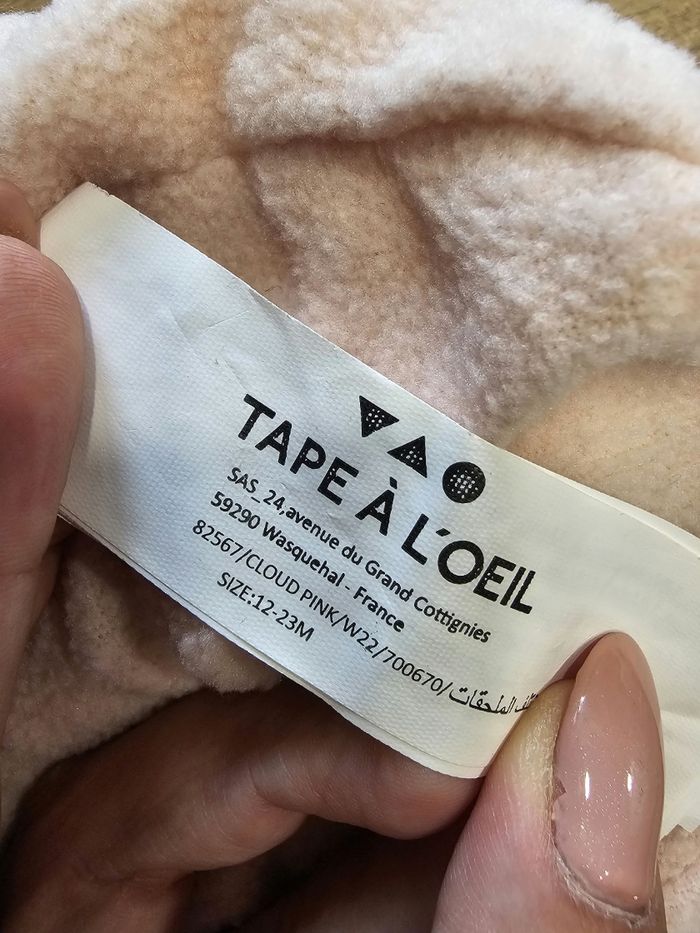 TAPE À L'OEIL
SAS_24,avenue du Grand Cottignies
59290 Wasquehal - France
82567/CLOUD PINK/W22/700670/ الملحقات
SIZE:12-23M